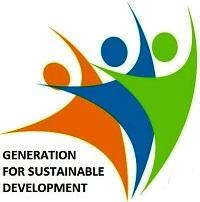 GENERATION
FOR SUSTAINABLE
DEVELOPMENT